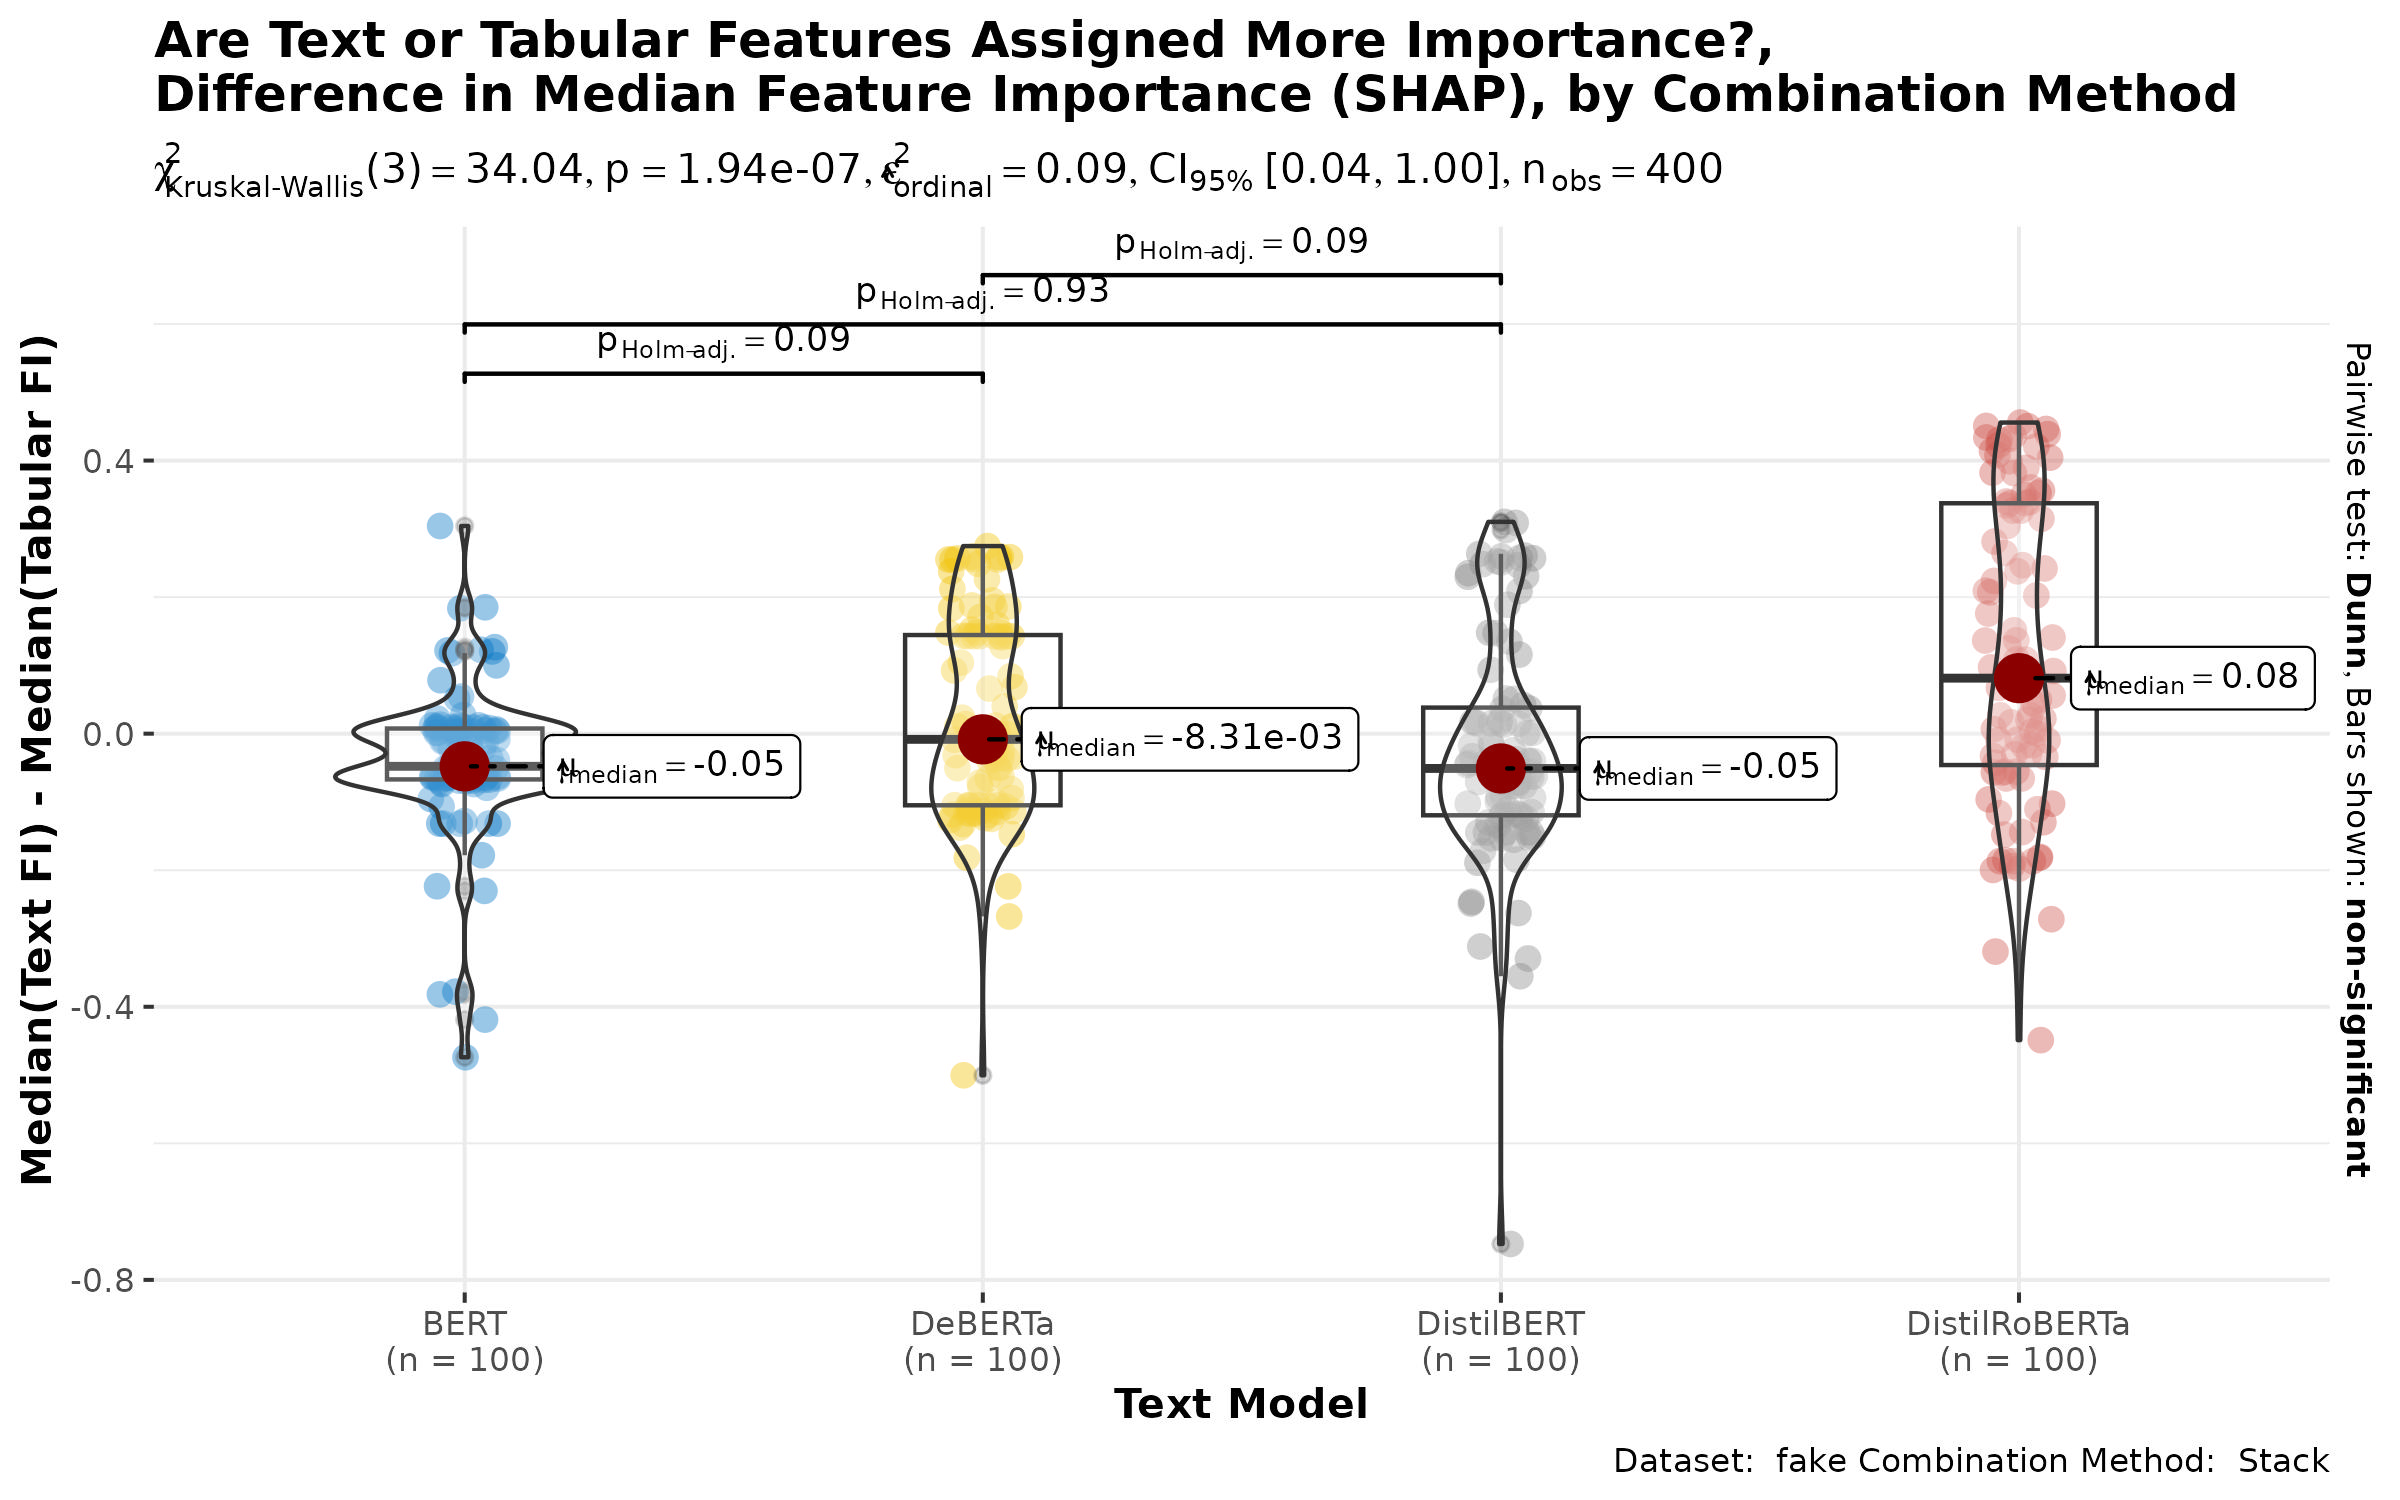 Are Text or Tabular Features Assigned More Importance?,
Difference in Median Feature Importance (SHAP), by Combination Method
χ²Kruskal-Wallis(3) = 34.04, p = 1.94e-07, ε̂²ordinal = 0.09, CI95% [0.04, 1.00], nobs = 400
pHolm-adj. = 0.09
pHolm-adj. = 0.93
pHolm-adj. = 0.09
Median(Text FI) - Median(Tabular FI)
0.4
0.0
-0.4
-0.8
μ̂median = -0.05
μ̂median = -8.31e-03
μ̂median = -0.05
μ̂median = 0.08
Pairwise test: Dunn, Bars shown: non-significant
BERT
(n = 100)
DeBERTa
(n = 100)
DistilBERT
(n = 100)
DistilRoBERTa
(n = 100)
Text Model
Dataset:  fake Combination Method:  Stack